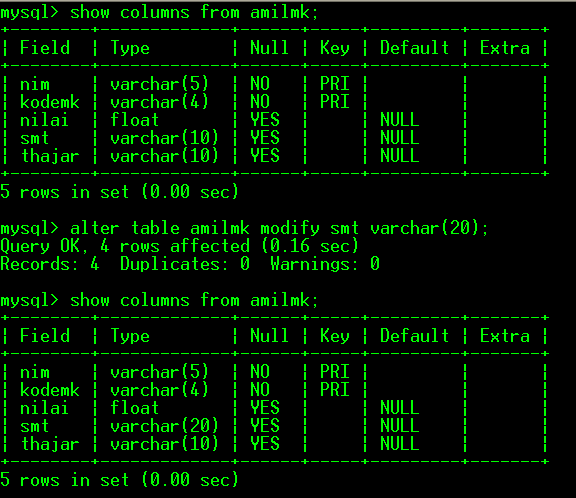 mysql> show columns from amilmk;
+---------+-------------+------+-----+---------+-------+
| Field   | Type        | Null | Key | Default | Extra |
+---------+-------------+------+-----+---------+-------+
| nim     | varchar(5)  | NO   | PRI |         |       |
| kodemk  | varchar(4)  | NO   | PRI |         |       |
| nilai   | float       | YES  |     | NULL    |       |
| smt     | varchar(10) | YES  |     | NULL    |       |
| thajar  | varchar(10) | YES  |     | NULL    |       |
+---------+-------------+------+-----+---------+-------+
5 rows in set (0.00 sec)
mysql> alter table amilmk modify smt varchar(20);
Query OK, 4 rows affected (0.16 sec)
Records: 4  Duplicates: 0  Warnings: 0
mysql> show columns from amilmk;
+---------+-------------+------+-----+---------+-------+
| Field   | Type        | Null | Key | Default | Extra |
+---------+-------------+------+-----+---------+-------+
| nim     | varchar(5)  | NO   | PRI |         |       |
| kodemk  | varchar(4)  | NO   | PRI |         |       |
| nilai   | float       | YES  |     | NULL    |       |
| smt     | varchar(20) | YES  |     | NULL    |       |
| thajar  | varchar(10) | YES  |     | NULL    |       |
+---------+-------------+------+-----+---------+-------+
5 rows in set (0.00 sec)